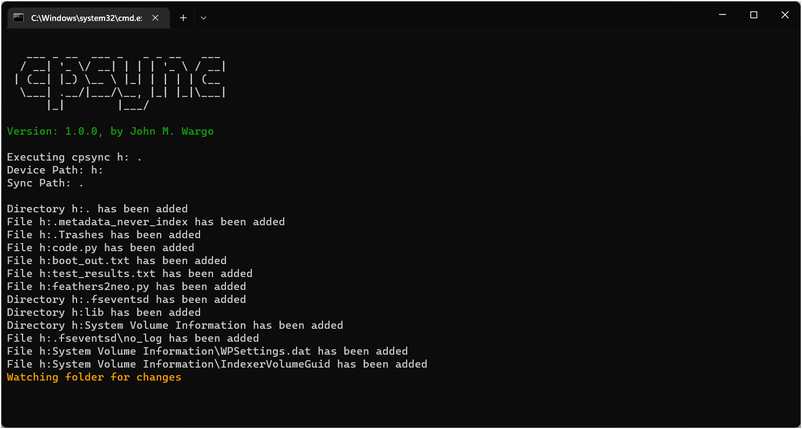 C:\Windows\system32\cmd.e:
cpsync
Version: 1.0.0, by John M. Wargo
Executing cpsync h: .
Device Path: h:
Sync Path: .
Directory h:. has been added
File h:.metadata_never_index has been added
File h:.Trashes has been added
File h:code.py has been added
File h:boot_out.txt has been added
File h:test_results.txt has been added
File h:feathers2neo.py has been added
Directory h:.fseventsd has been added
Directory h:lib has been added
Directory h:System Volume Information has been added
File h:.fseventsd\no_log has been added
File h:System Volume Information\WPSettings.dat has been added
File h:System Volume Information\IndexerVolumeGuid has been added
Watching folder for changes